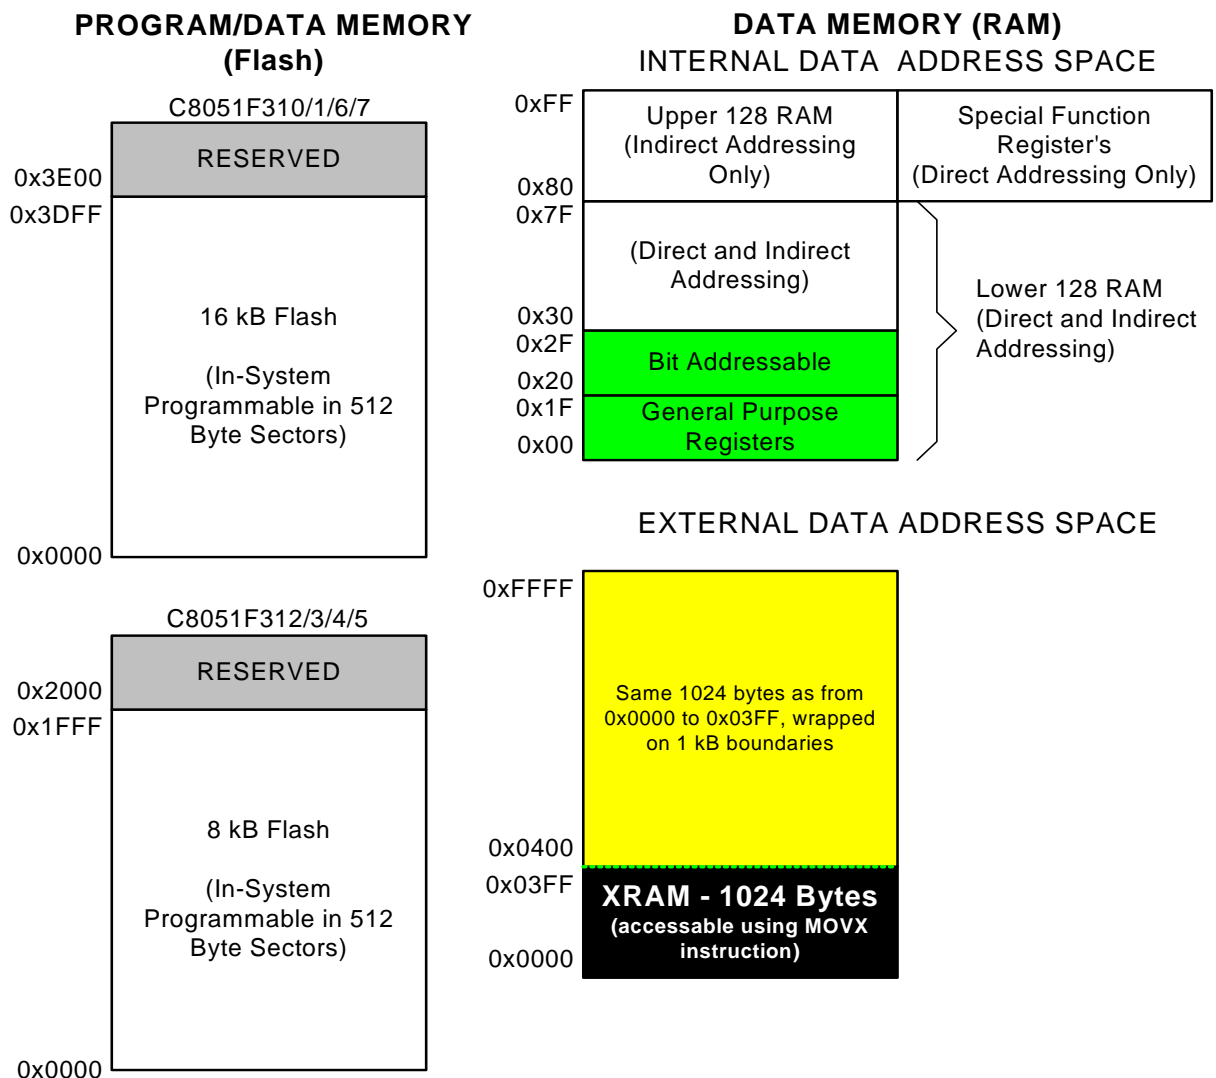 PROGRAM/DATA MEMORY
(Flash)
C8051F310/1/6/7
RESERVED
0x3E00
0x3DFF
16 kB Flash
(In-System
Programmable in 512
Byte Sectors)
0x0000
C8051F312/3/4/5
RESERVED
0x2000
0x1FFF
8 kB Flash
(In-System
Programmable in 512
Byte Sectors)
0x0000
DATA MEMORY (RAM)
INTERNAL DATA ADDRESS SPACE
0xFF
Upper 128 RAM
(Indirect Addressing
Only)
0x80
Special Function
Register's
(Direct Addressing Only)
0x7F
(Direct and Indirect
Addressing)
0x30
0x2F
Bit Addressable
0x20
0x1F
General Purpose
Registers
0x00
Lower 128 RAM
(Direct and Indirect
Addressing)
EXTERNAL DATA ADDRESS SPACE
0xFFFF
Same 1024 bytes as from
0x0000 to 0x03FF, wrapped
on 1 kB boundaries
0x0400
0x03FF
XRAM - 1024 Bytes
(accessable using MOVX
instruction)
0x0000